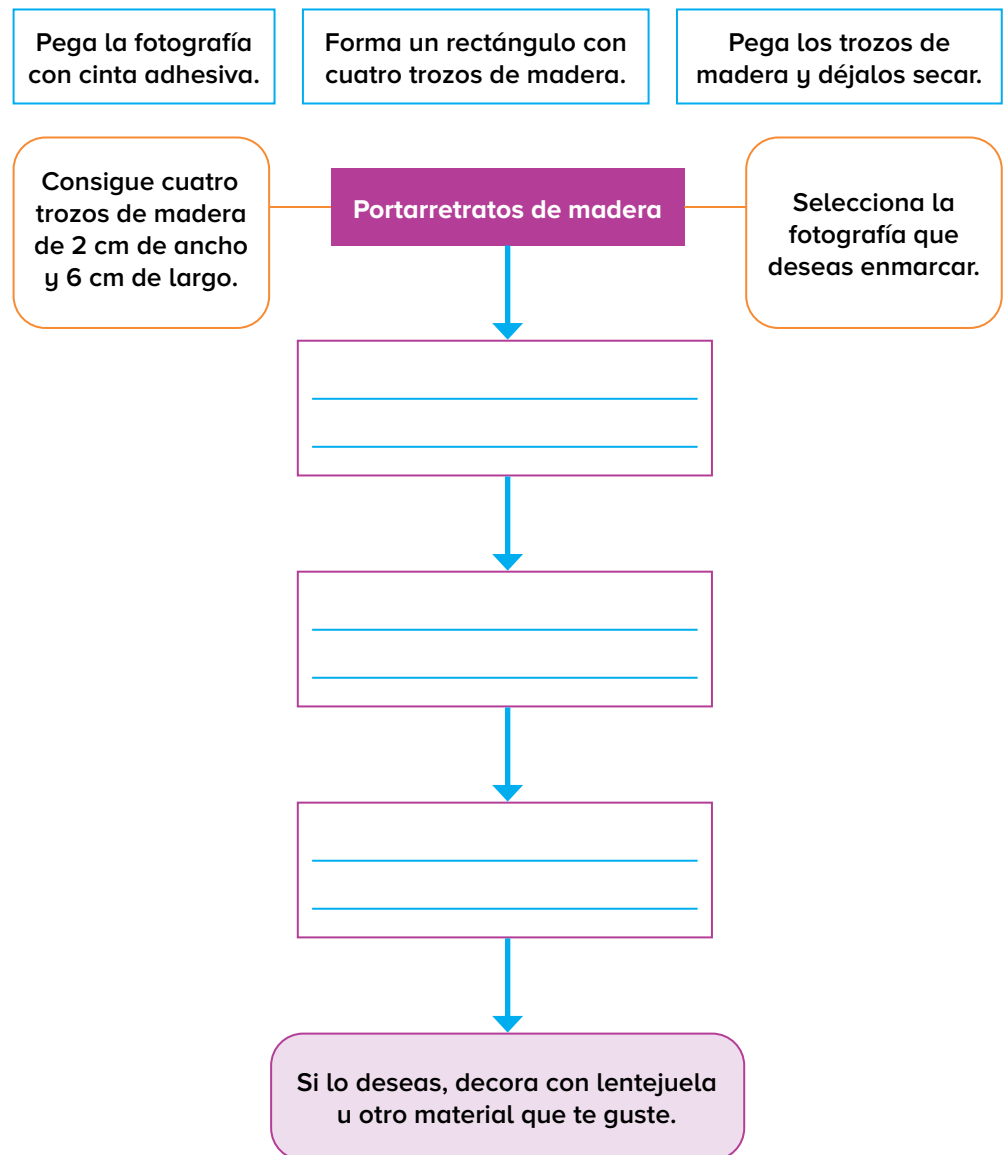 Pega la fotografía
con cinta adhesiva.
Forma un rectángulo con
cuatro trozos de madera.
Pega los trozos de
madera y déjalos secar.
Consigue cuatro
trozos de madera
de 2 cm de ancho
y 6 cm de largo.
Portarretratos de madera
Selecciona la
fotografía que
deseas enmarcar.
Si lo deseas, decora con lentejuela
u otro material que te guste.